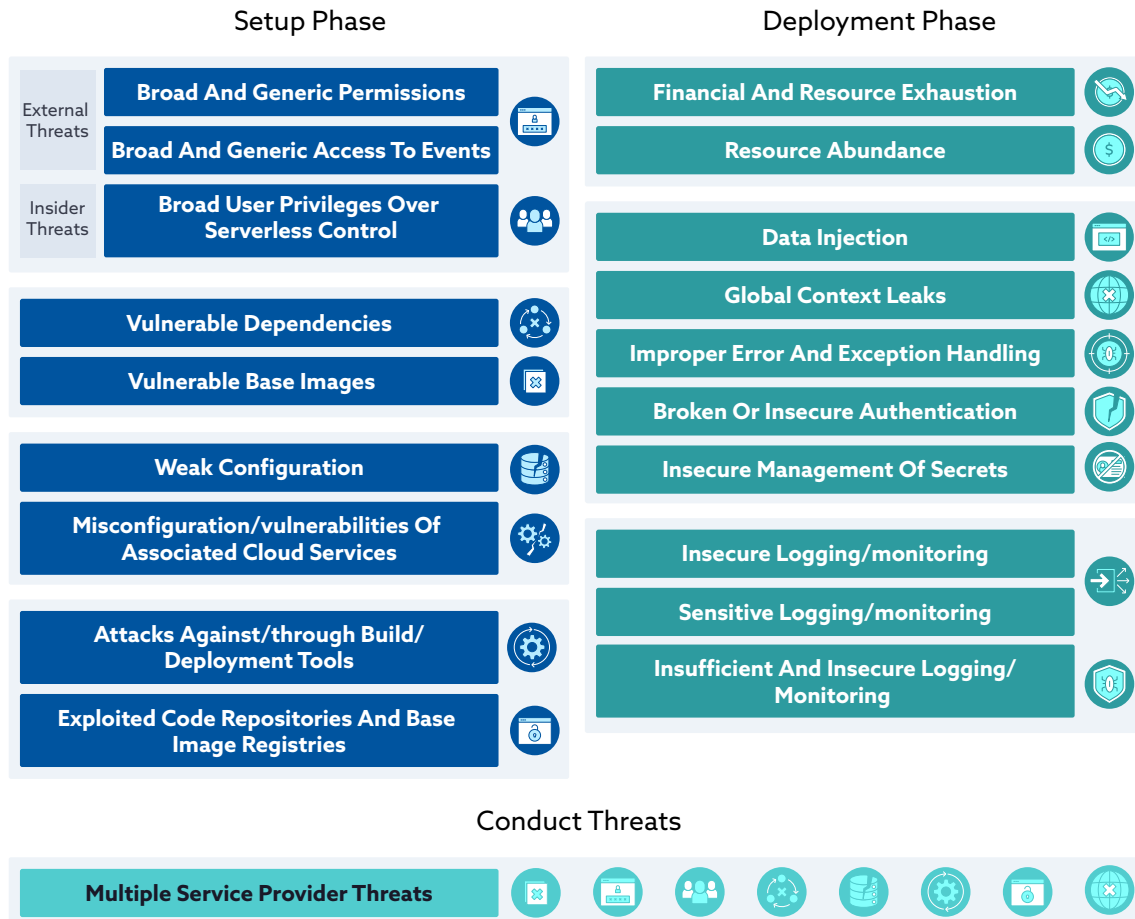 Setup Phase
External
Threats
Broad And Generic Permissions
Broad And Generic Access To Events
Insider
Threats
Broad User Privileges Over
Serverless Control
Vulnerable Dependencies
Vulnerable Base Images
Weak Configuration
Misconfiguration/vulnerabilities Of
Associated Cloud Services
Attacks Against/through Build/
Deployment Tools
Exploited Code Repositories And Base
Image Registries
Deployment Phase
Financial And Resource Exhaustion
Resource Abundance
$
Data Injection
</>
Global Context Leaks
Improper Error And Exception Handling
Broken Or Insecure Authentication
Insecure Management Of Secrets
Insecure Logging/monitoring
Sensitive Logging/monitoring
Insufficient And Insecure Logging/
Monitoring
Conduct Threats
Multiple Service Provider Threats